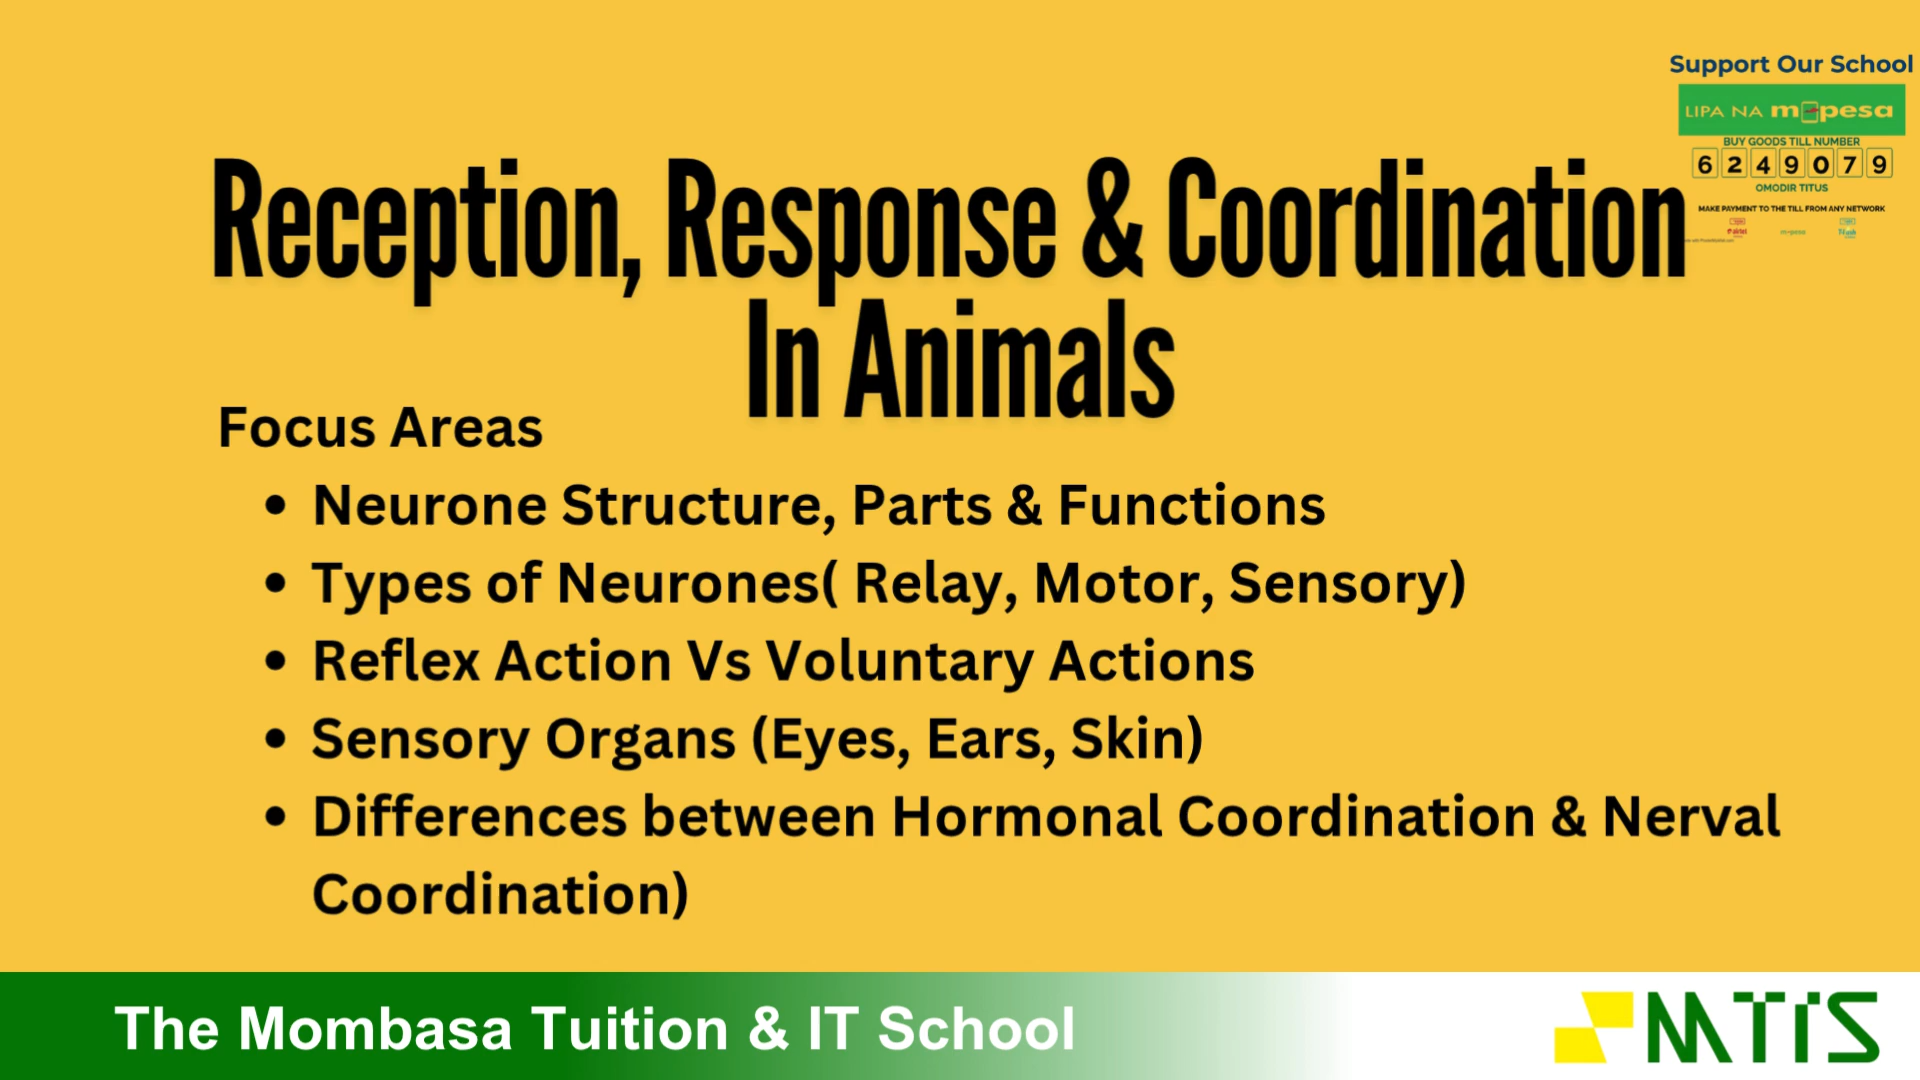 Support Our School
LIPA NA m-pesa
BUY GOODS TILL NUMBER
6 2 4 9 0 7 9
OMODIR TITUS
MAKE PAYMENT TO THE TILL FROM ANY NETWORK
airtel m-pesa
Reception, Response & Coordination
In Animals
Focus Areas
• Neurone Structure, Parts & Functions
• Types of Neurones( Relay, Motor, Sensory)
• Reflex Action Vs Voluntary Actions
• Sensory Organs (Eyes, Ears, Skin)
• Differences between Hormonal Coordination & Nerval
Coordination)
The Mombasa Tuition & IT School
MTIS